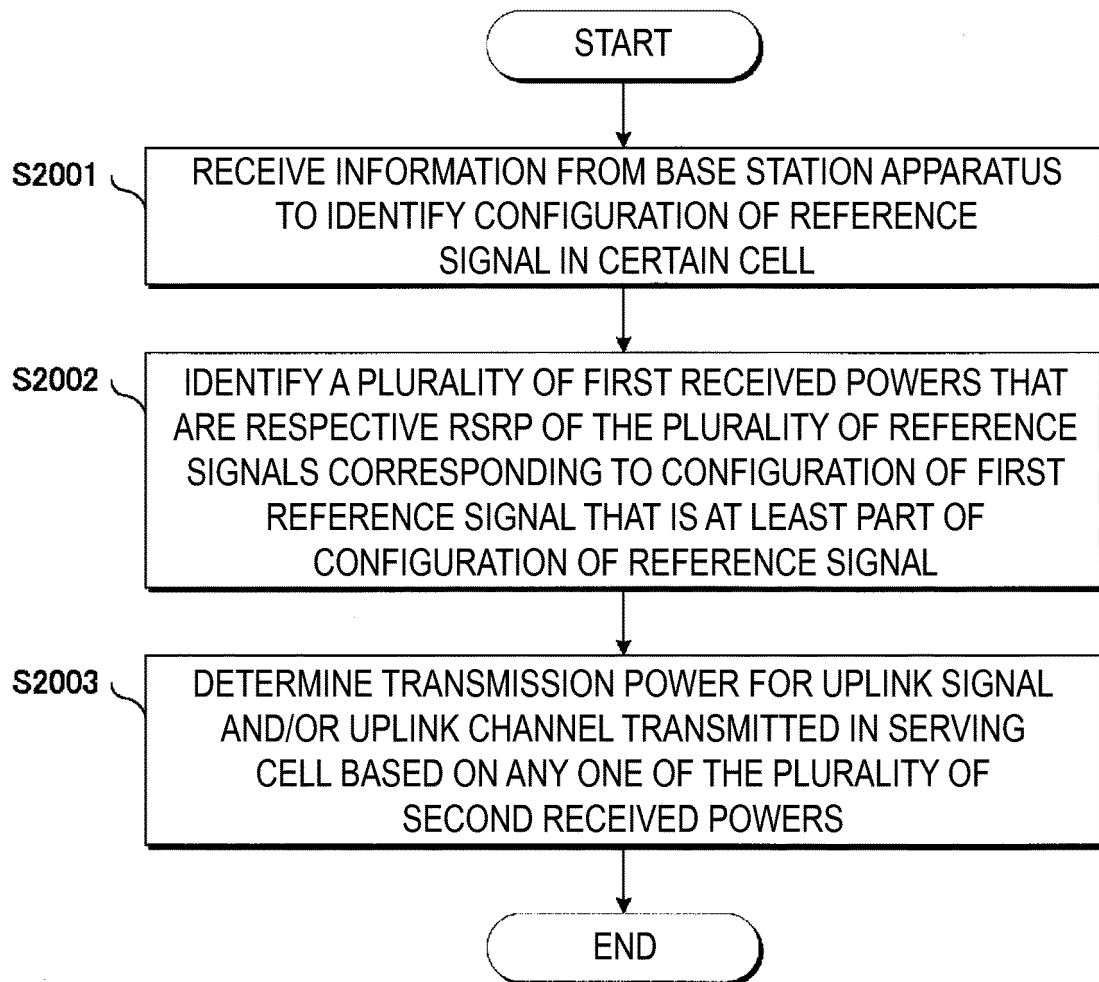 START
S2001
RECEIVE INFORMATION FROM BASE STATION APPARATUS
TO IDENTIFY CONFIGURATION OF REFERENCE
SIGNAL IN CERTAIN CELL
S2002
IDENTIFY A PLURALITY OF FIRST RECEIVED POWERS THAT
ARE RESPECTIVE RSRP OF THE PLURALITY OF REFERENCE
SIGNALS CORRESPONDING TO CONFIGURATION OF FIRST
REFERENCE SIGNAL THAT IS AT LEAST PART OF
CONFIGURATION OF REFERENCE SIGNAL
S2003
DETERMINE TRANSMISSION POWER FOR UPLINK SIGNAL
AND/OR UPLINK CHANNEL TRANSMITTED IN SERVING
CELL BASED ON ANY ONE OF THE PLURALITY OF
SECOND RECEIVED POWERS
END